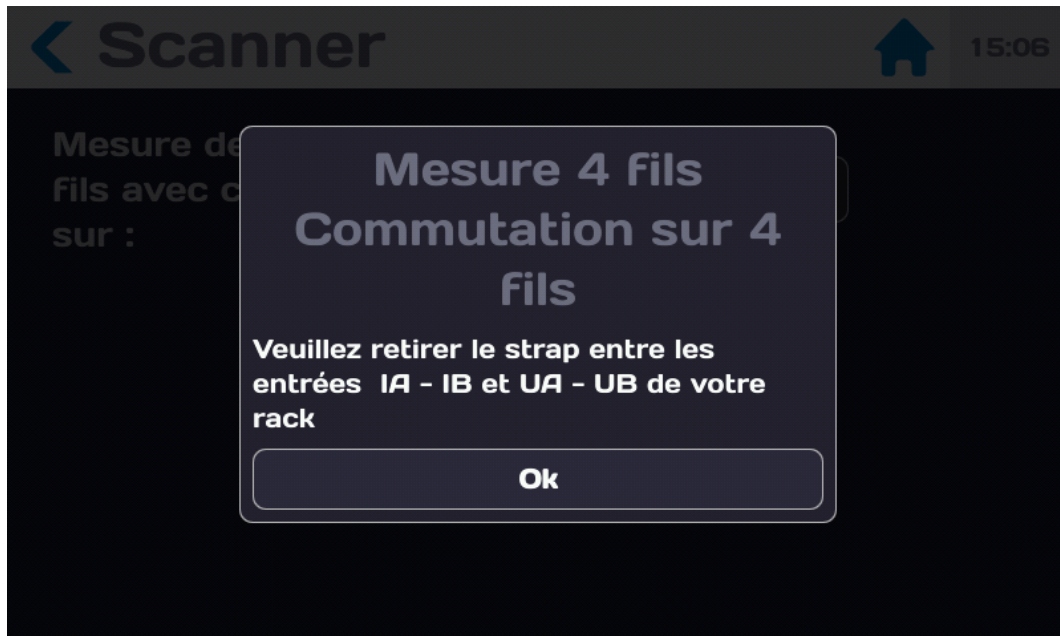 Scanner
15:06
Mesure de
fils avec c
sur :
Mesure 4 fils
Commutation sur 4
fils
Veuillez retirer le strap entre les
entrées  IA - IB et UA - UB de votre
rack
Ok